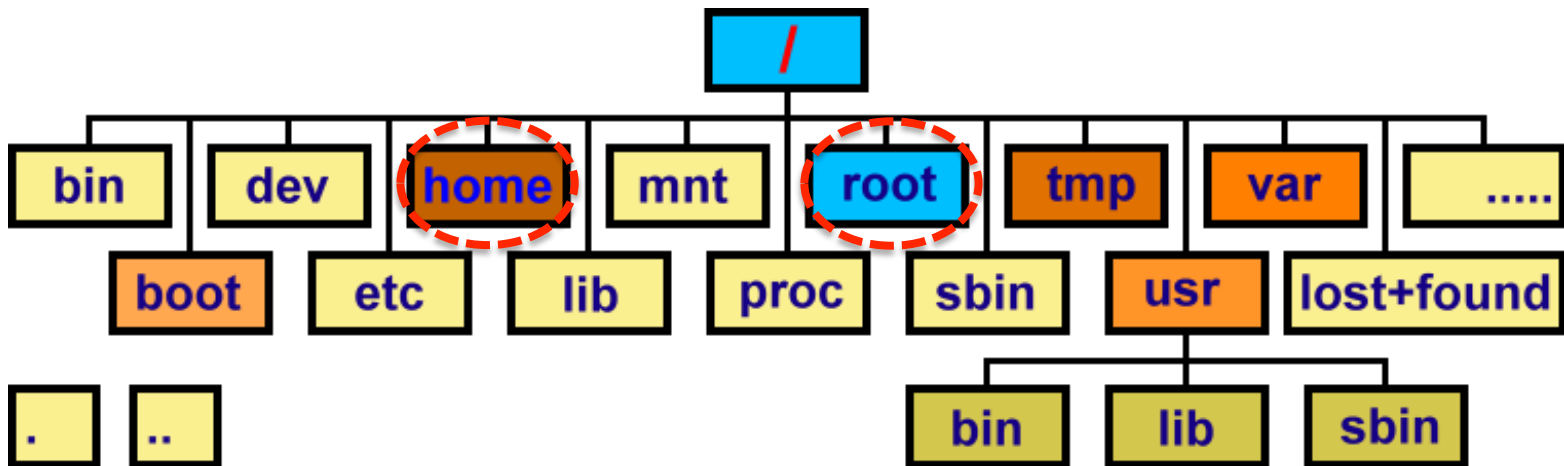 /
bin dev home mnt root tmp var .....
boot etc lib proc sbin usr lost+found
. .. bin lib sbin